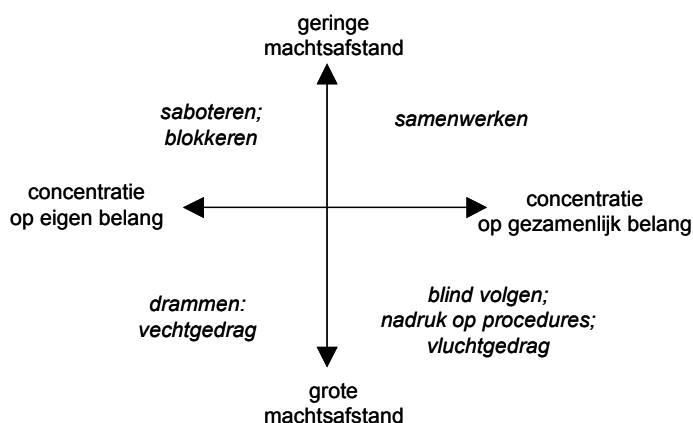 geringe
machtsafstand
saboteren;
blokkeren
samenwerken
concentratie
op eigen belang
concentratie
op gezamenlijk belang
drammen:
vechtgedrag
blind volgen;
nadruk op procedures;
vluchtgedrag
grote
machtsafstand